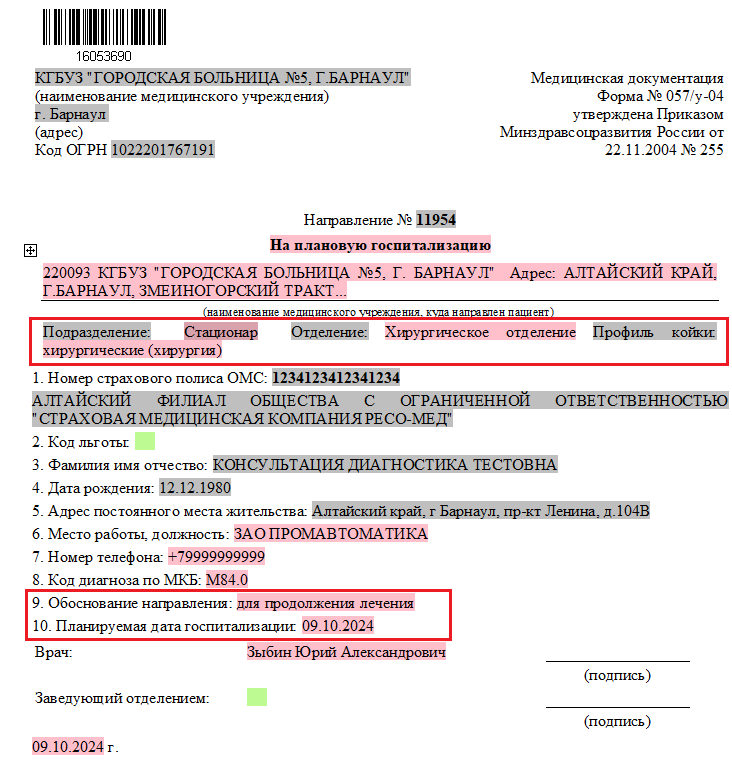 16053690
КГБУЗ "ГОРОДСКАЯ БОЛЬНИЦА №5, Г.БАРНАУЛ"
(наименование медицинского учреждения)
г. Барнаул
(адрес)
Код ОГРН 1022201767191
Медицинская документация
Форма № 057/у-04
утверждена Приказом
Минздравсоцразвития России от
22.11.2004 № 255
Направление № 11954
На плановую госпитализацию
220093 КГБУЗ "ГОРОДСКАЯ БОЛЬНИЦА №5, Г. БАРНАУЛ" Адрес: АЛТАЙСКИЙ КРАЙ,
Г.БАРНАУЛ, ЗМЕИНОГОРСКИЙ ТРАКТ...
(наименование медицинского учреждения, куда направлен пациент)
Подразделение: Стационар Отделение: Хирургическое отделение Профиль койки:
хирургические (хирургия)
1. Номер страхового полиса ОМС: 1234123412341234
АЛТАЙСКИЙ ФИЛИАЛ ОБЩЕСТВА С ОГРАНИЧЕННОЙ ОТВЕТСТВЕННОСТЬЮ
"СТРАХОВАЯ МЕДИЦИНСКАЯ КОМПАНИЯ РЕСО-МЕД"
2. Код льготы:
3. Фамилия имя отчество: КОНСУЛЬТАЦИЯ ДИАГНОСТИКА ТЕСТОВНА
4. Дата рождения: 12.12.1980
5. Адрес постоянного места жительства: Алтайский край, г Барнаул, пр-кт Ленина, д.104В
6. Место работы, должность: ЗАО ПРОМАВТОМАТИКА
7. Номер телефона: +79999999999
8. Код диагноза по МКБ: М84.0
9. Обоснование направления: для продолжения лечения
10. Планируемая дата госпитализации: 09.10.2024
Врач: Зыбин Юрий Александрович
(подпись)
Заведующий отделением:
(подпись)
09.10.2024 г.